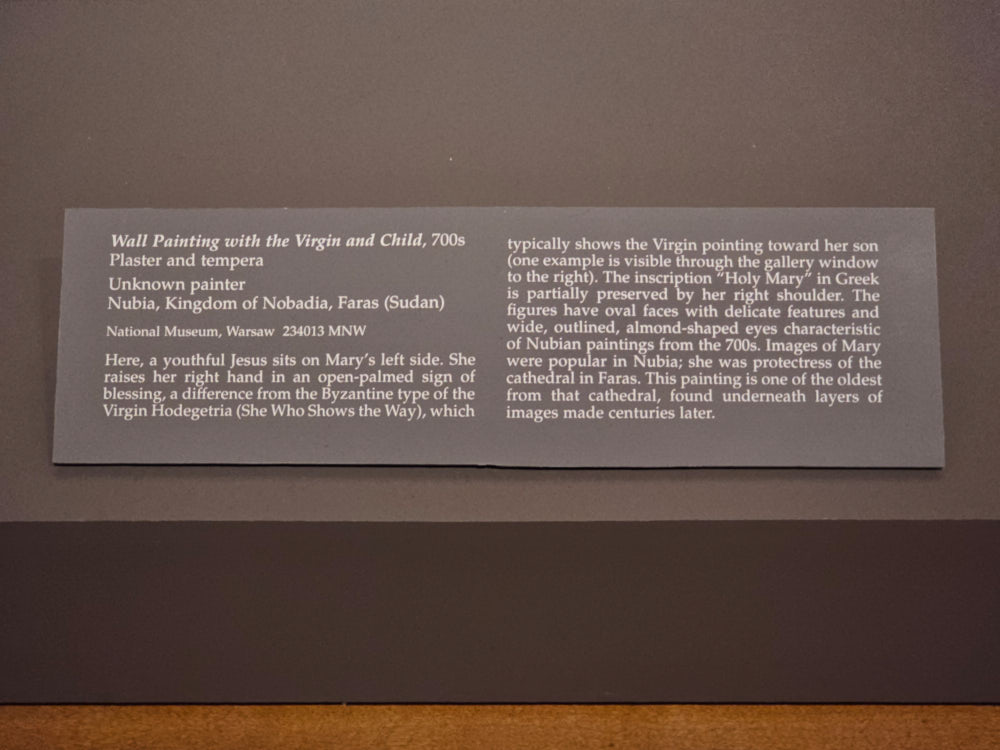 Wall Painting with the Virgin and Child, 700s
Plaster and tempera
Unknown painter
Nubia, Kingdom of Nobadia, Faras (Sudan)
National Museum, Warsaw 234013 MNW
Here, a youthful Jesus sits on Mary's left side. She
raises her right hand in an open-palmed sign of
blessing, a difference from the Byzantine type of the
Virgin Hodegetria (She Who Shows the Way), which
typically shows the Virgin pointing toward her son
(one example is visible through the gallery window
to the right). The inscription “Holy Mary” in Greek
is partially preserved by her right shoulder. The
figures have oval faces with delicate features and
wide, outlined, almond-shaped eyes characteristic
of Nubian paintings from the 700s. Images of Mary
were popular in Nubia; she was protectress of the
cathedral in Faras. This painting is one of the oldest
from that cathedral, found underneath layers of
images made centuries later.